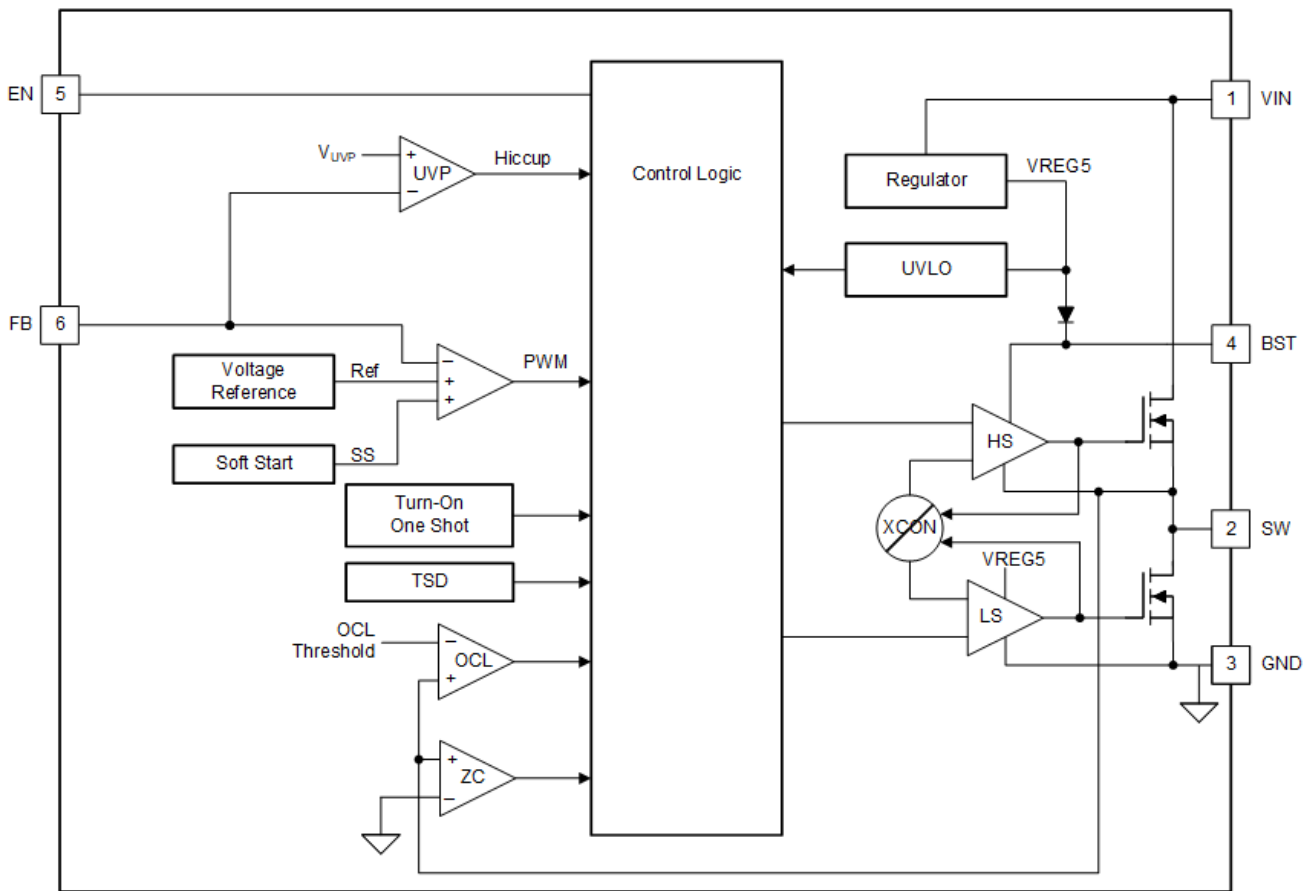 EN 5
1 VIN
V_UVP
+
UVP
−
Hiccup
Control Logic
Regulator
VREG5
UVLO
FB 6
4 BST
Voltage
Reference
Ref
−
+
+
PWM
Soft Start
SS
HS
Turn-On
One Shot
XCON
2 SW
TSD
VREG5
LS
OCL
Threshold
−
OCL
+
3 GND
+
ZC
−